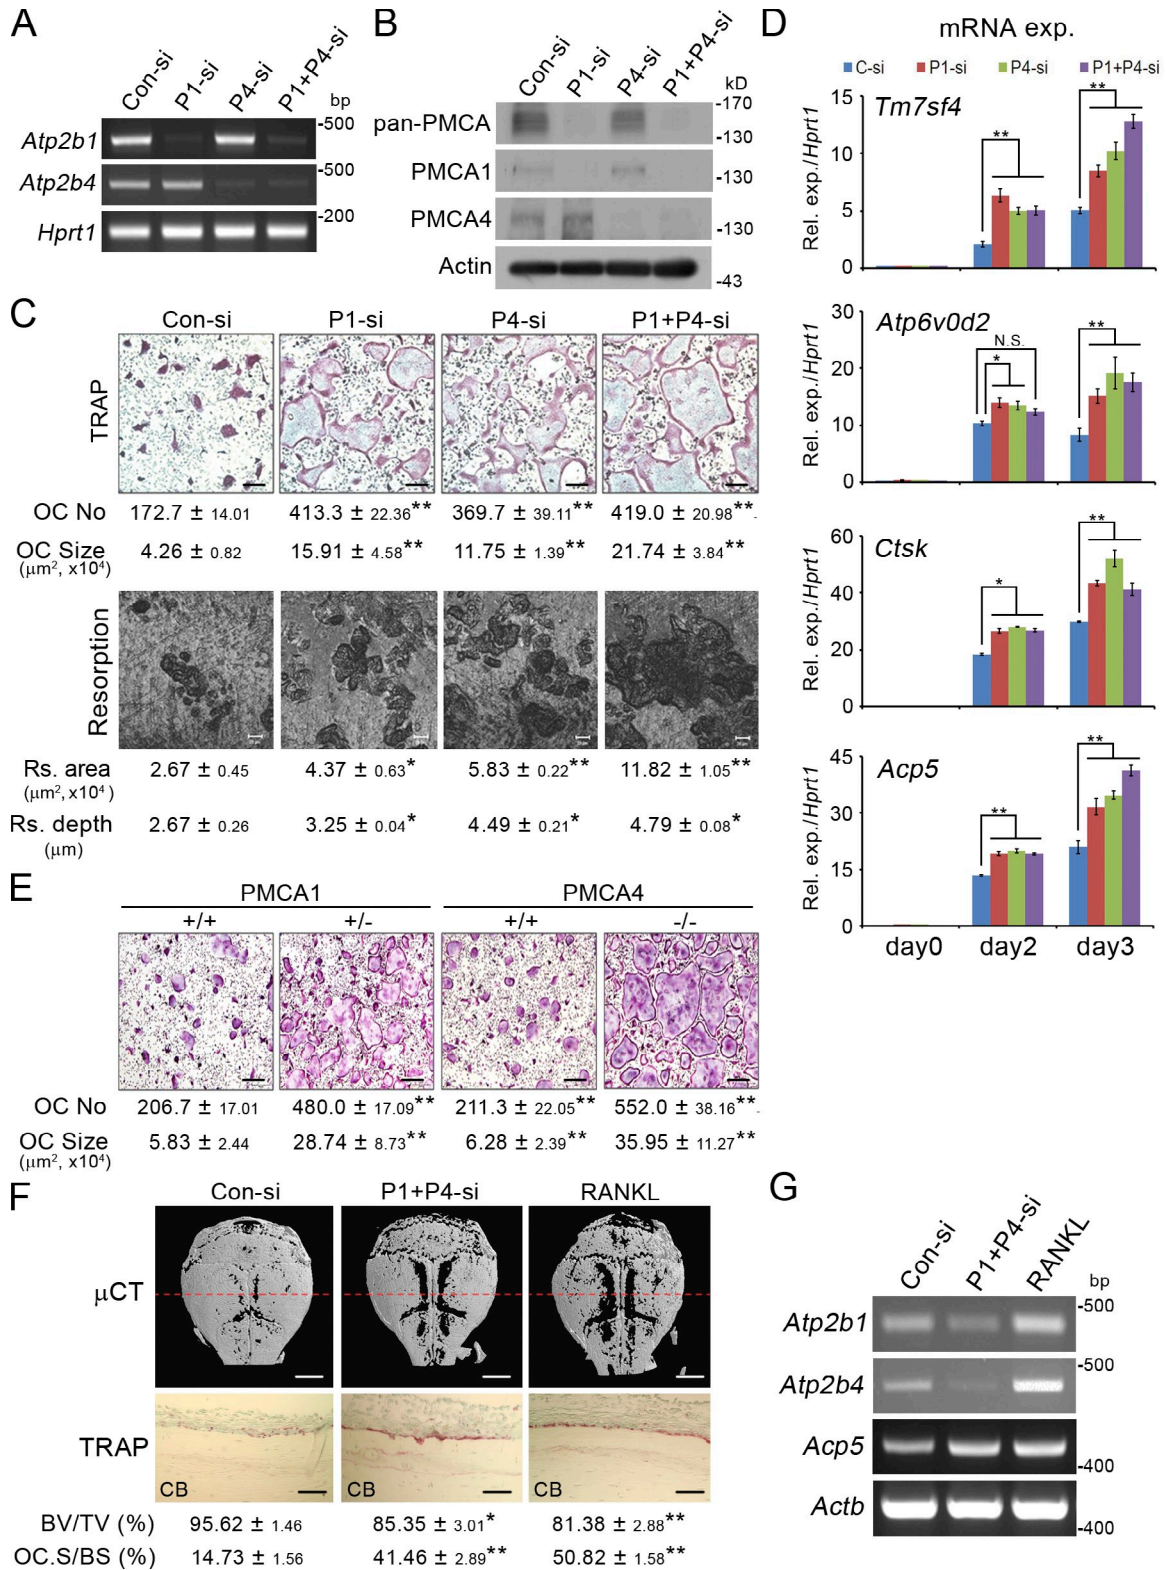 A
Con-si P1-si P4-si P1+P4-si
bp
Atp2b1 -500
Atp2b4 -500
Hprt1 -200
B
Con-si P1-si P4-si P1+P4-si
kD
pan-PMCA -170
-130
PMCA1 -130
PMCA4 -130
Actin -43
C
Con-si P1-si P4-si P1+P4-si
TRAP
OC No 172.7 ± 14.01 413.3 ± 22.36** 369.7 ± 39.11** 419.0 ± 20.98**
OC Size 4.26 ± 0.82 15.91 ± 4.58** 11.75 ± 1.39** 21.74 ± 3.84**
(μm², x10⁴)
Resorption
Rs. area 2.67 ± 0.45 4.37 ± 0.63* 5.83 ± 0.22** 11.82 ± 1.05**
(μm², x10⁴)
Rs. depth 2.67 ± 0.26 3.25 ± 0.04* 4.49 ± 0.21* 4.79 ± 0.08*
(μm)
D
mRNA exp.
C-si P1-si P4-si P1+P4-si
Tm7sf4
Rel. exp./Hprt1
15
10
5
0
** **
Atp6v0d2
Rel. exp./Hprt1
30
20
10
0
N.S.
* **
Ctsk
Rel. exp./Hprt1
60
40
20
0
* **
Acp5
Rel. exp./Hprt1
45
30
15
0
** **
day0 day2 day3
E
PMCA1 PMCA4
+/+ +/- +/+ -/-
OC No 206.7 ± 17.01 480.0 ± 17.09** 211.3 ± 22.05** 552.0 ± 38.16**
OC Size 5.83 ± 2.44 28.74 ± 8.73** 6.28 ± 2.39** 35.95 ± 11.27**
(μm², x10⁴)
F
Con-si P1+P4-si RANKL
μCT
TRAP
CB CB CB
BV/TV (%) 95.62 ± 1.46 85.35 ± 3.01* 81.38 ± 2.88**
OC.S/BS (%) 14.73 ± 1.56 41.46 ± 2.89** 50.82 ± 1.58**
G
Con-si P1+P4-si RANKL
bp
Atp2b1 -500
Atp2b4 -500
Acp5 -400
Actb -400